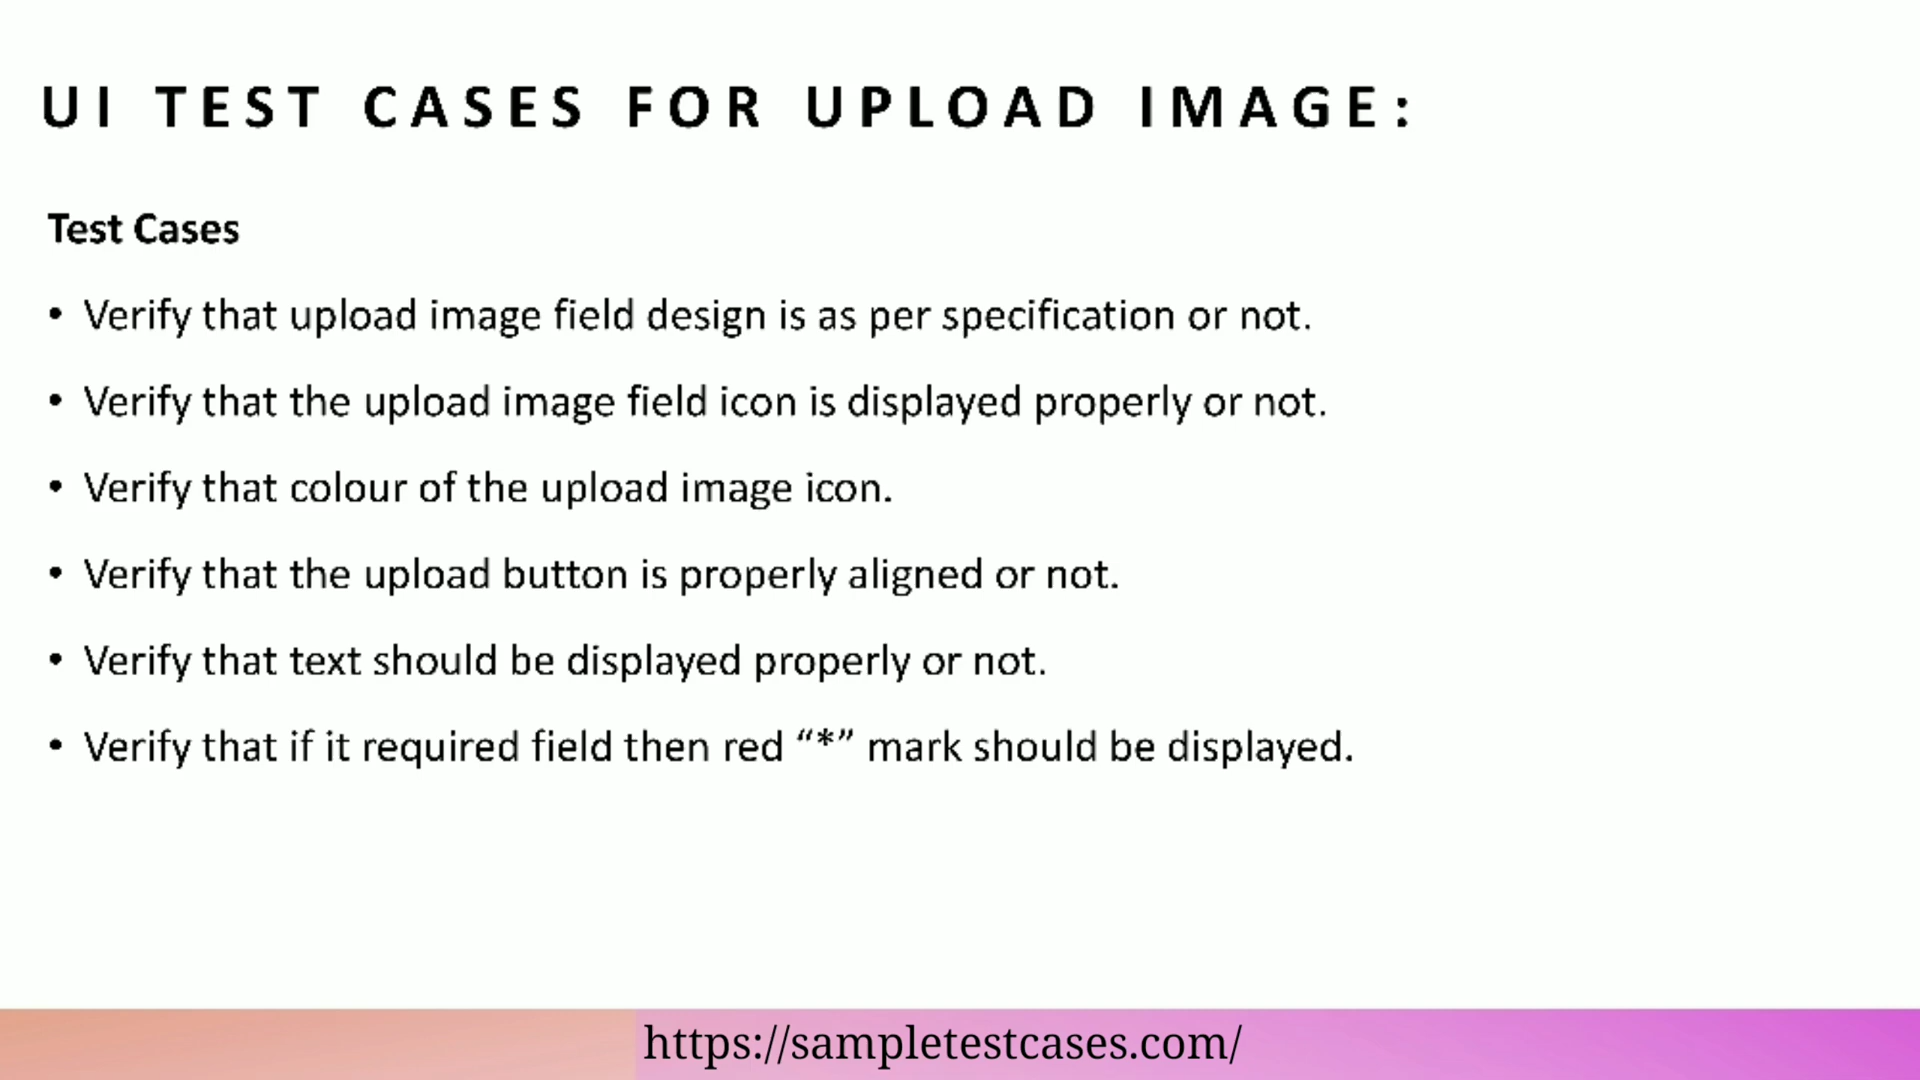 UI TEST CASES FOR UPLOAD IMAGE:
Test Cases
• Verify that upload image field design is as per specification or not.
• Verify that the upload image field icon is displayed properly or not.
• Verify that colour of the upload image icon.
• Verify that the upload button is properly aligned or not.
• Verify that text should be displayed properly or not.
• Verify that if it required field then red “*” mark should be displayed.
https://sampletestcases.com/